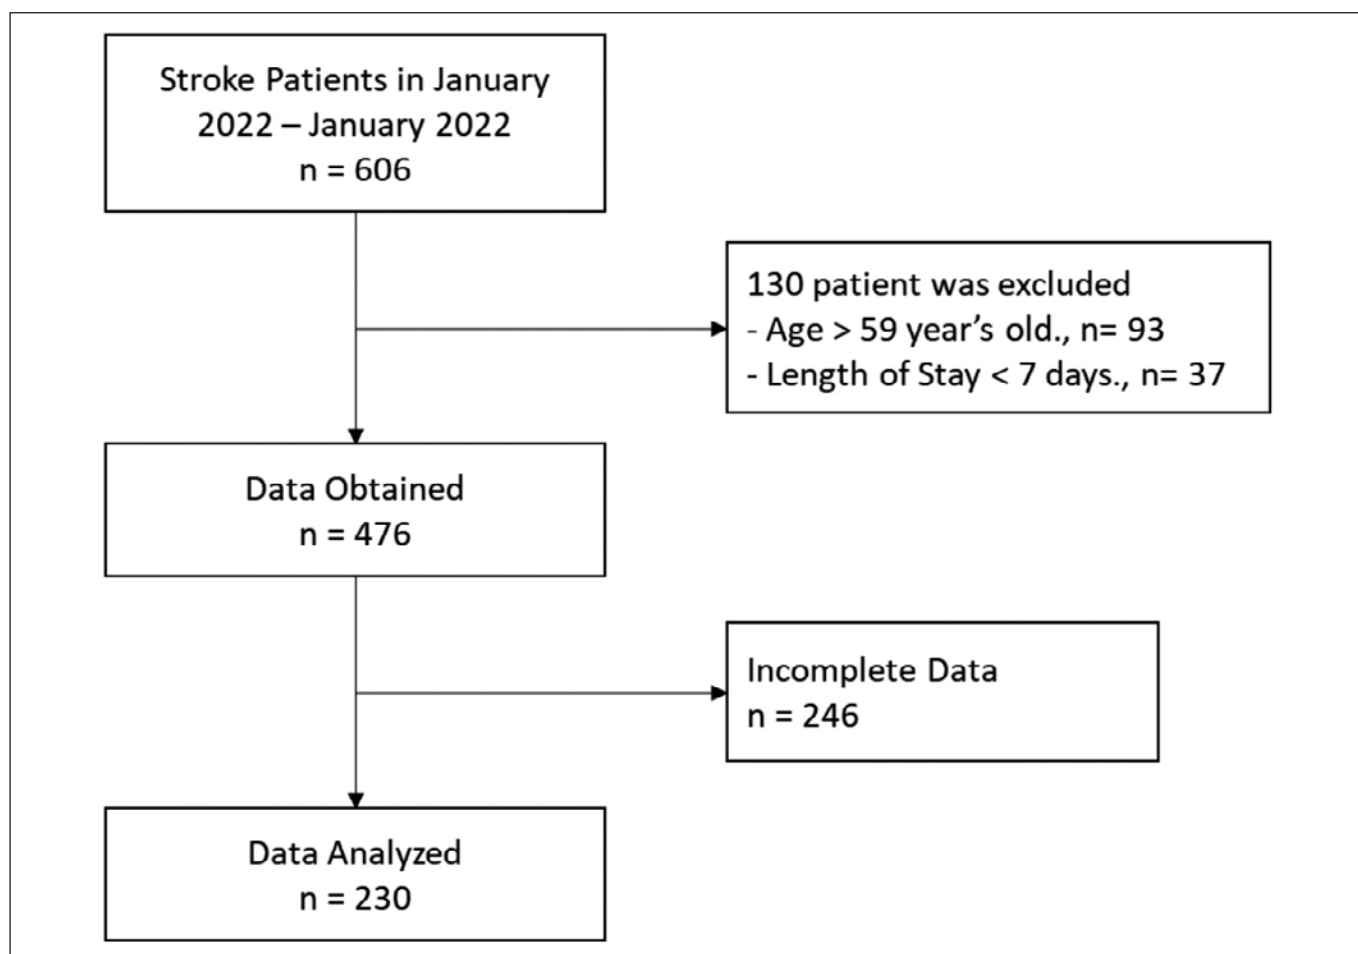 Stroke Patients in January
2022 – January 2022
n = 606
130 patient was excluded
- Age > 59 year’s old., n= 93
- Length of Stay < 7 days., n= 37
Data Obtained
n = 476
Incomplete Data
n = 246
Data Analyzed
n = 230